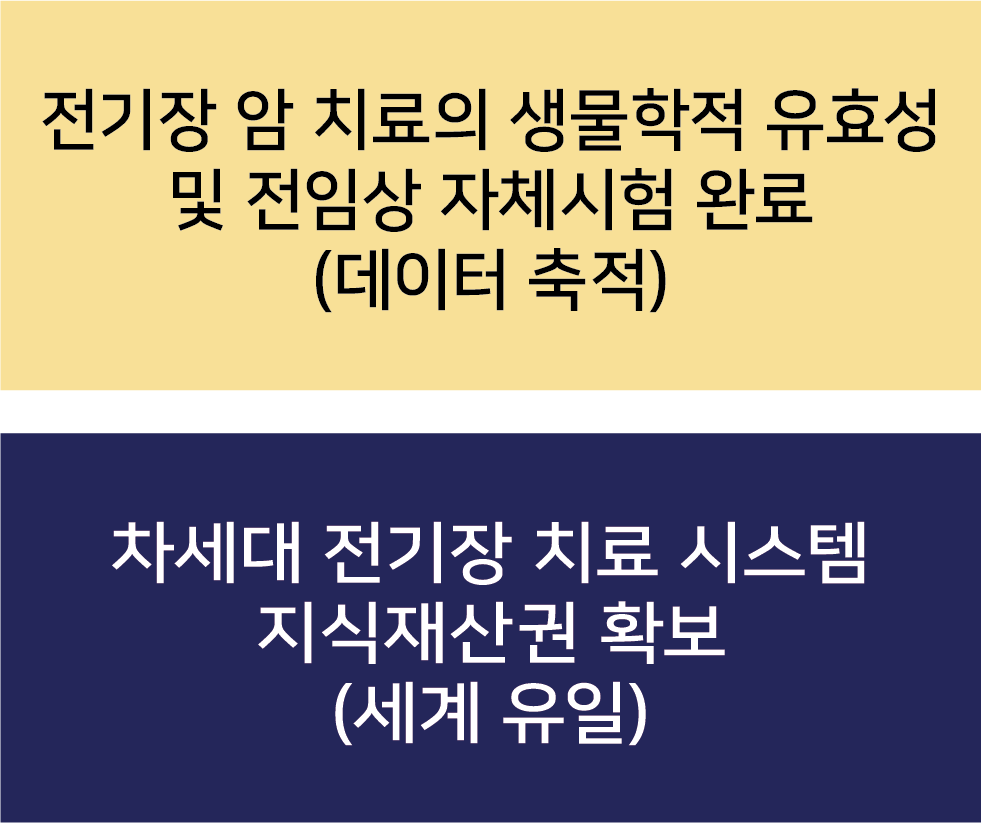 전기장 암 치료의 생물학적 유효성
및 전임상 자체시험 완료
(데이터 축적)
차세대 전기장 치료 시스템
지식재산권 확보
(세계 유일)